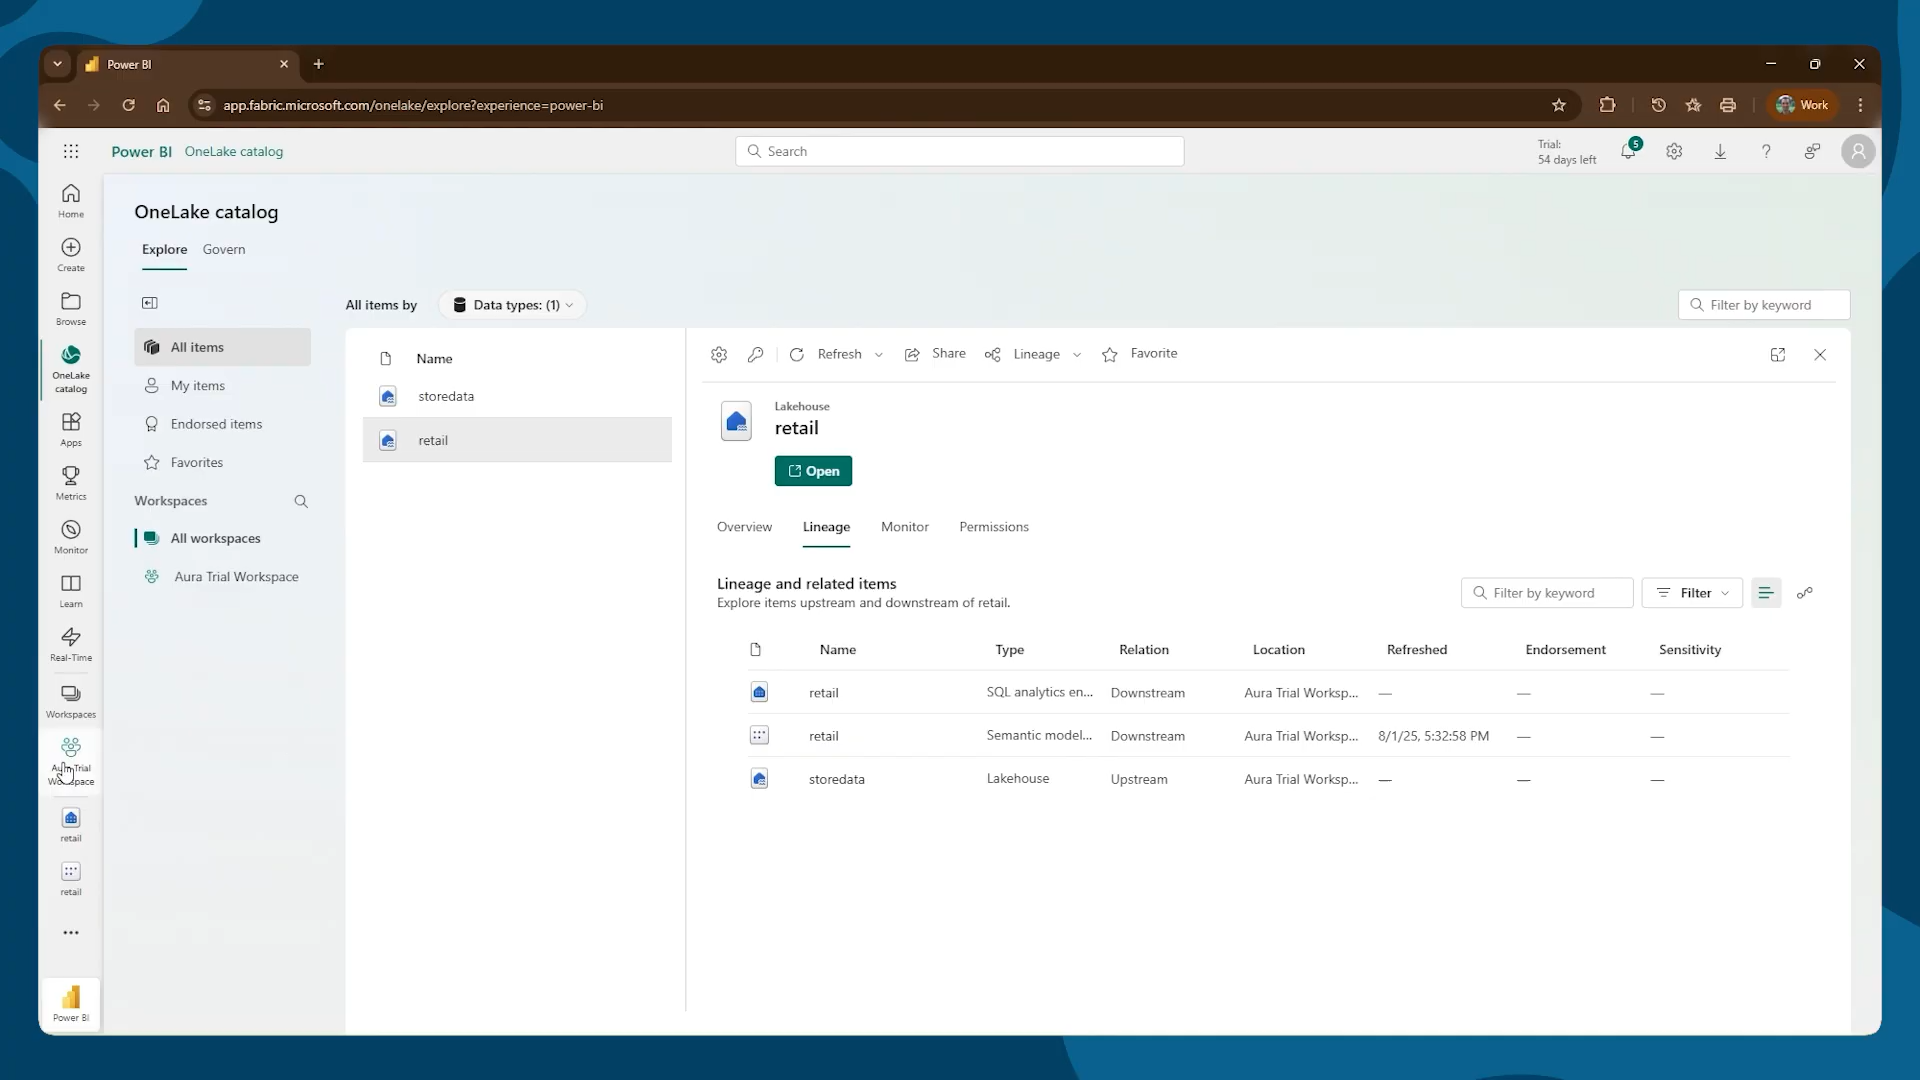 Power BI
app.fabric.microsoft.com/onelake/explore?experience=power-bi
Work
Power BI OneLake catalog
Search
Trial:
54 days left
5
Home
Create
Browse
OneLake
catalog
Apps
Metrics
Monitor
Learn
Real-Time
Workspaces
Trial
retail
retail
Power BI
OneLake catalog
Explore Govern
All items
My items
Endorsed items
Favorites
Workspaces
All workspaces
Aura Trial Workspace
All items by Data types: (1)
Filter by keyword
Name
storedata
retail
Refresh Share Lineage Favorite
Lakehouse
retail
Open
Overview Lineage Monitor Permissions
Lineage and related items
Explore items upstream and downstream of retail.
Filter by keyword Filter
Name Type Relation Location Refreshed Endorsement Sensitivity
retail SQL analytics en... Downstream Aura Trial Worksp... — — —
retail Semantic model... Downstream Aura Trial Worksp... 8/1/25, 5:32:58 PM — —
storedata Lakehouse Upstream Aura Trial Worksp... — — —